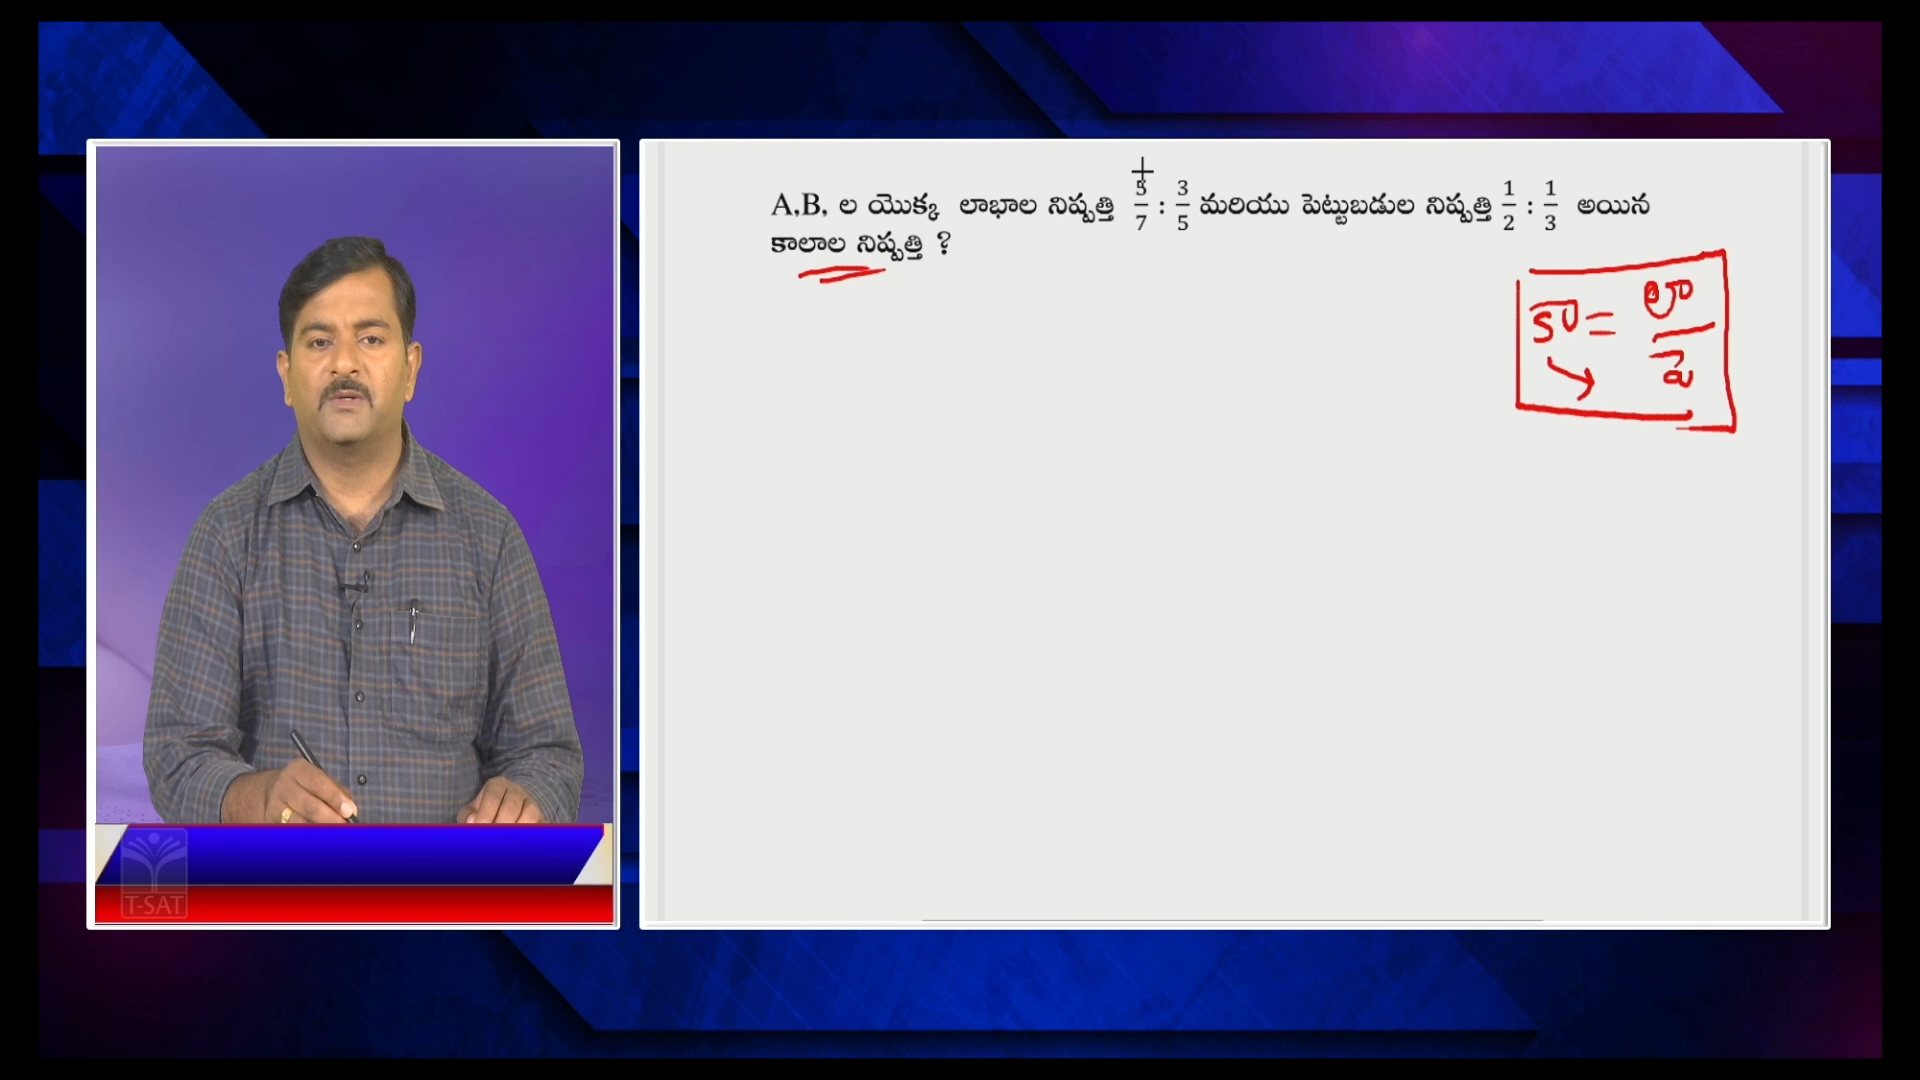 A,B, ల యొక్క లాభాల నిష్పత్తి 5/7 : 3/5 మరియు పెట్టుబడుల నిష్పత్తి 1/2 : 1/3 అయిన
కాలాల నిష్పత్తి ?
కా = లా/పె
T-SAT